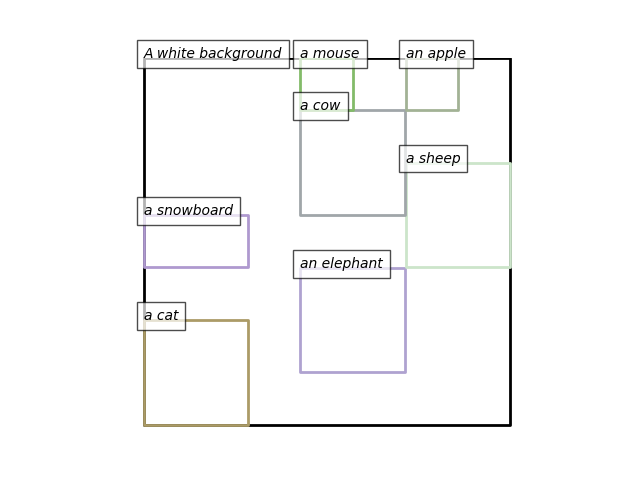 A white background
a mouse
an apple
a cow
a sheep
a snowboard
an elephant
a cat